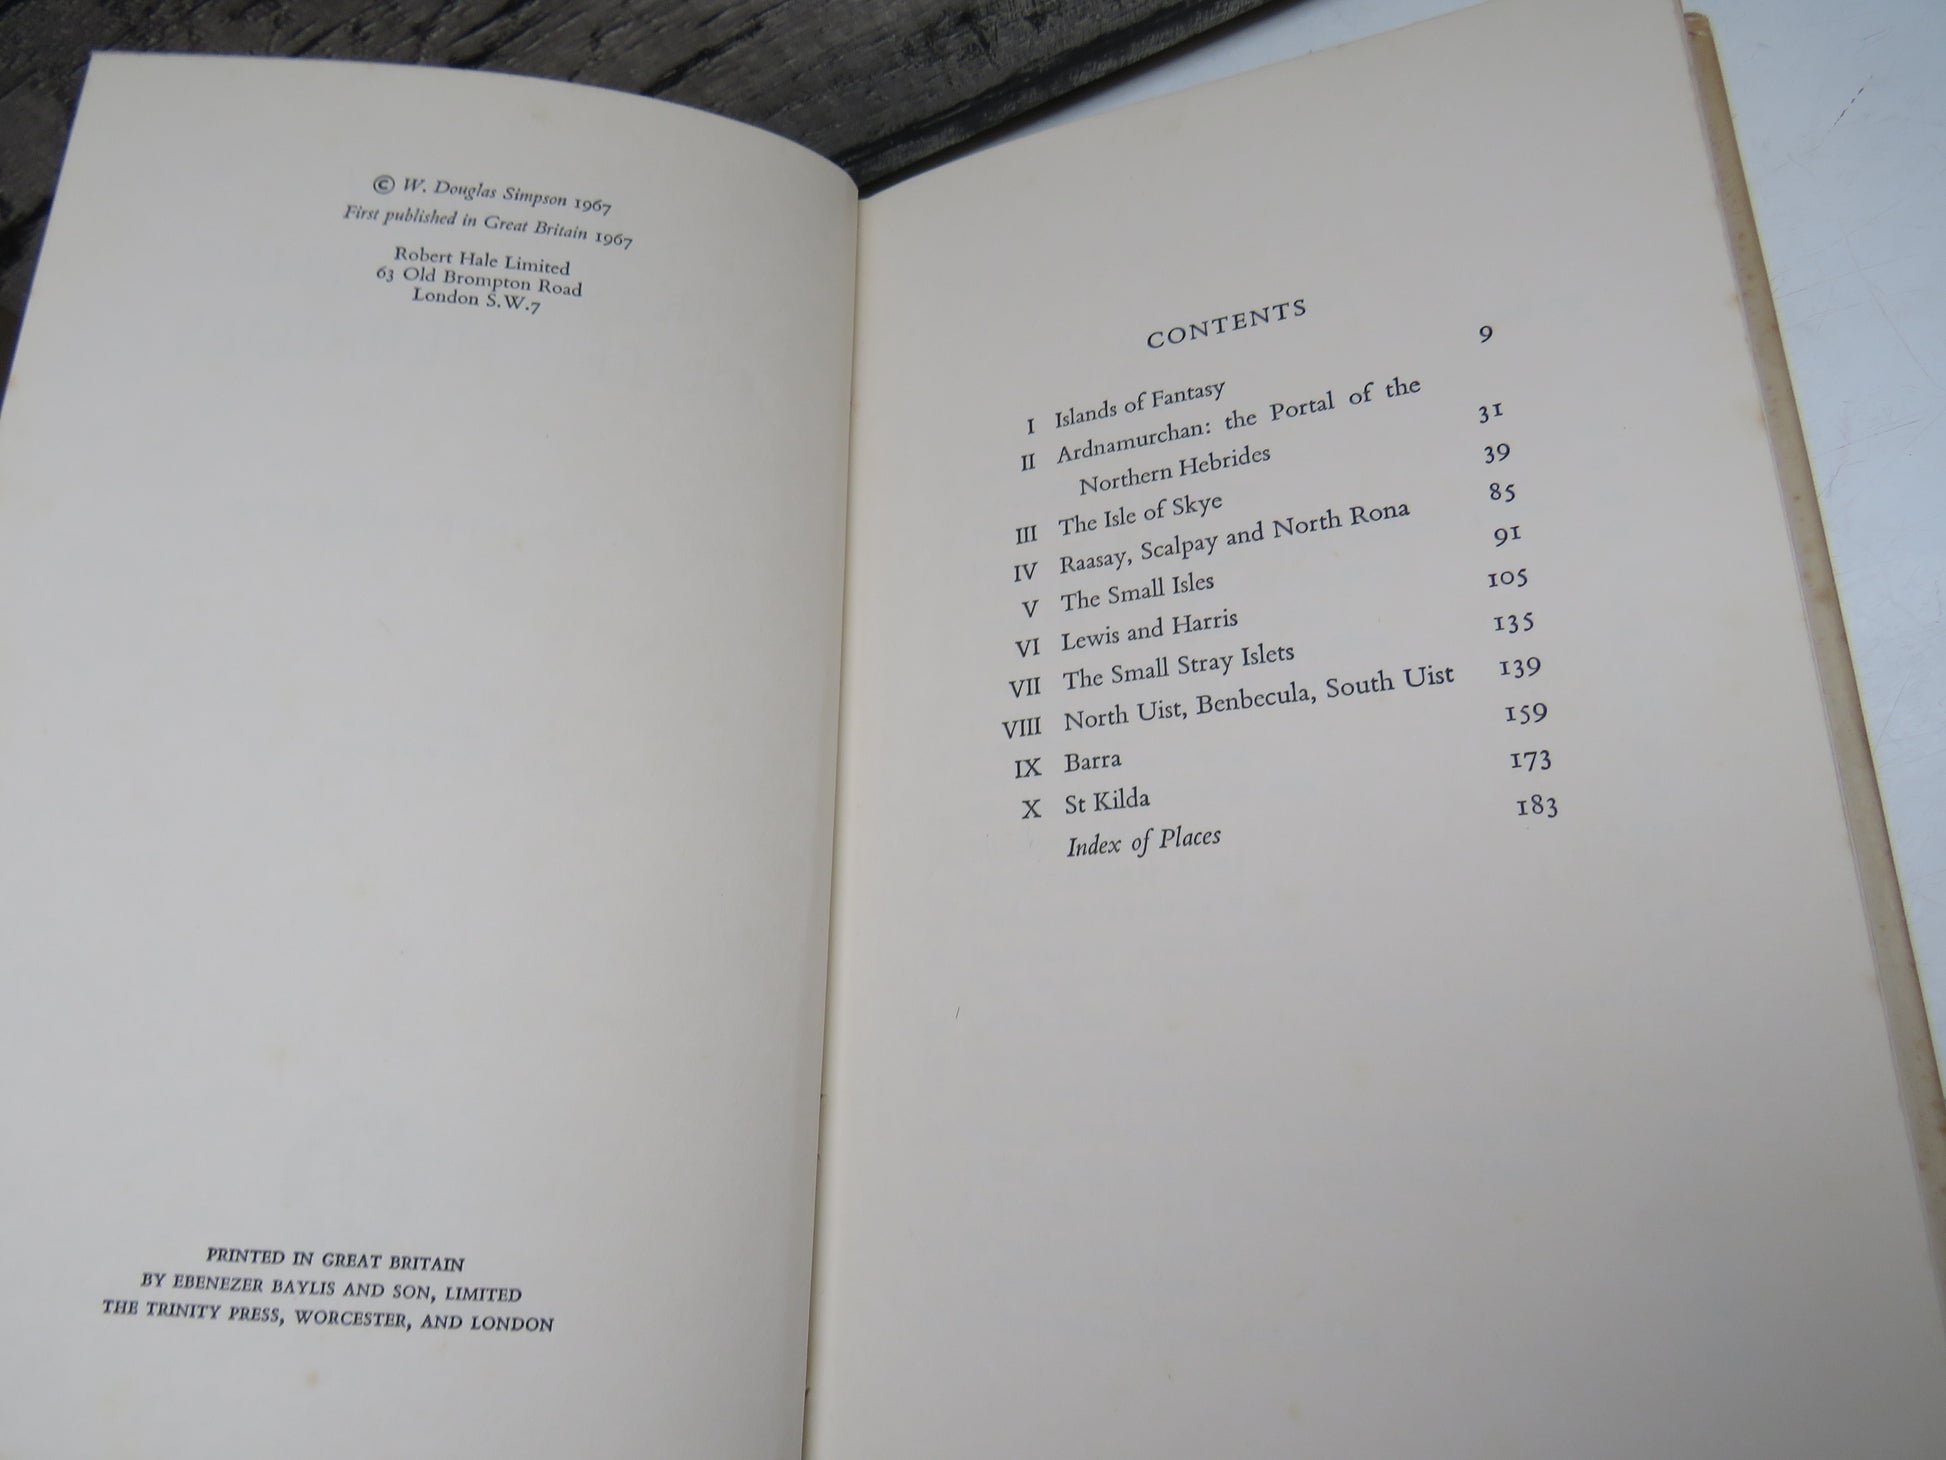 © W. Douglas Simpson 1967
First published in Great Britain 1967
Robert Hale Limited
63 Old Brompton Road
London S.W.7
PRINTED IN GREAT BRITAIN
BY EBENEZER BAYLIS AND SON, LIMITED
THE TRINITY PRESS, WORCESTER, AND LONDON
CONTENTS
I Islands of Fantasy 9
II Ardnamurchan: the Portal of the
Northern Hebrides 31
III The Isle of Skye 39
IV Raasay, Scalpay and North Rona 85
V The Small Isles 91
VI Lewis and Harris 105
VII The Small Stray Islets 135
VIII North Uist, Benbecula, South Uist 139
IX Barra 159
X St Kilda 173
Index of Places 183